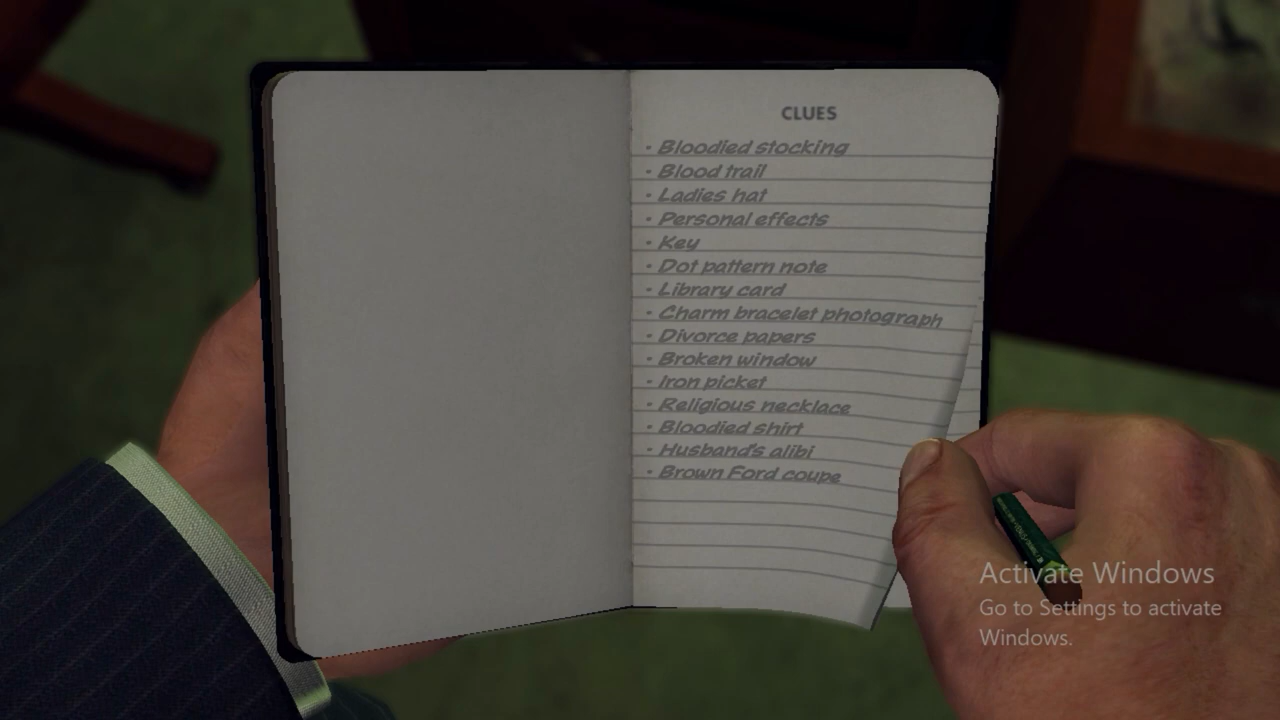 CLUES
· Bloodied stocking
· Blood trail
· Ladies hat
· Personal effects
· Key
· Dot pattern note
· Library card
· Charm bracelet photograph
· Divorce papers
· Broken window
· Iron picket
· Religious necklace
· Bloodied shirt
· Husband's alibi
· Brown Ford coupe
Activate Windows
Go to Settings to activate
Windows.